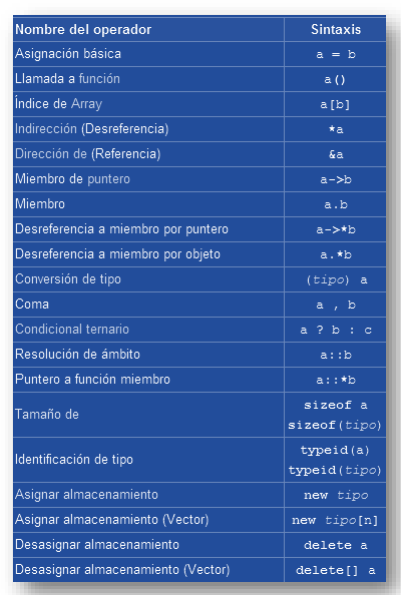 Nombre del operador Sintaxis
Asignación básica a = b
Llamada a función a()
Índice de Array a[b]
Indirección (Desreferencia) *a
Dirección de (Referencia) &a
Miembro de puntero a->b
Miembro a.b
Desreferencia a miembro por puntero a->*b
Desreferencia a miembro por objeto a.*b
Conversión de tipo (tipo) a
Coma a , b
Condicional ternario a ? b : c
Resolución de ámbito a::b
Puntero a función miembro a::*b
Tamaño de sizeof a
sizeof(tipo)
Identificación de tipo typeid(a)
typeid(tipo)
Asignar almacenamiento new tipo
Asignar almacenamiento (Vector) new tipo[n]
Desasignar almacenamiento delete a
Desasignar almacenamiento (Vector) delete[] a